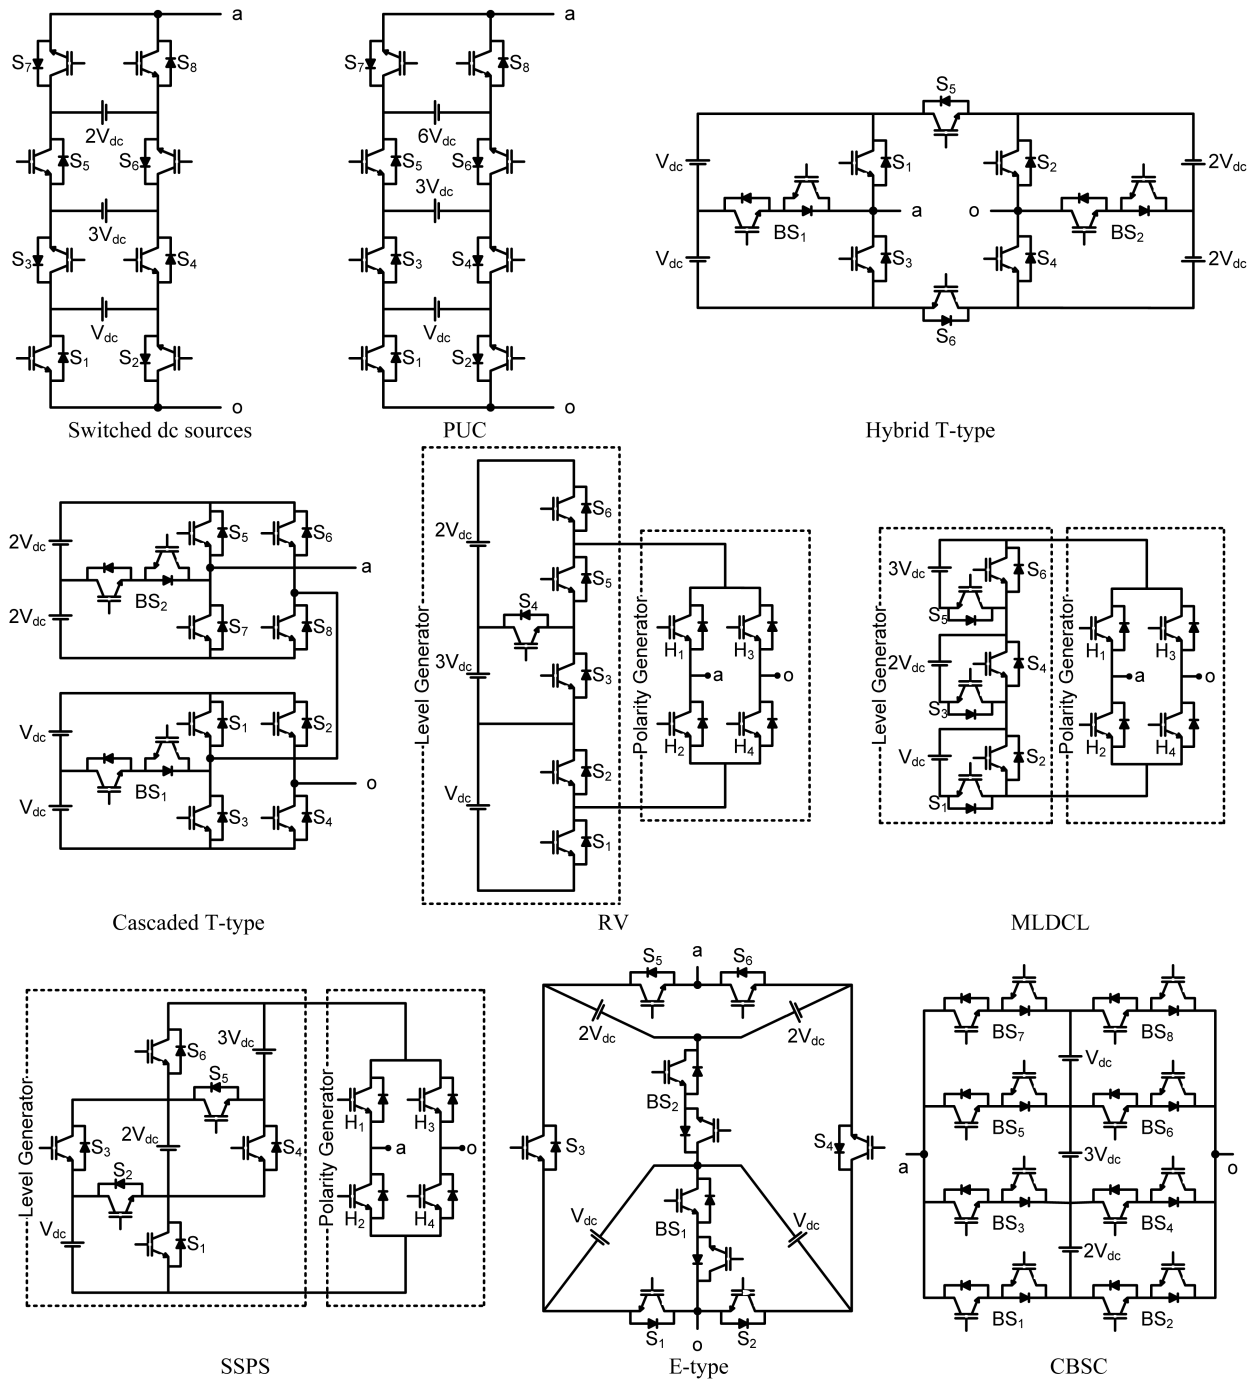 a
S7
S8
2Vdc
S5
S6
3Vdc
S3
S4
Vdc
S1
S2
o
Switched dc sources
a
S7
S8
6Vdc
S5
S6
3Vdc
S3
S4
Vdc
S1
S2
o
PUC
S5
Vdc
S1
S2
2Vdc
BS1
a
o
BS2
Vdc
S3
S4
2Vdc
S6
Hybrid T-type
2Vdc
S5
S6
BS2
a
2Vdc
S7
S8
Vdc
S1
S2
BS1
o
Vdc
S3
S4
Cascaded T-type
Level Generator
2Vdc
S6
S5
S4
3Vdc
S3
S2
Vdc
S1
Polarity Generator
H1
H3
a
o
H2
H4
RV
Level Generator
3Vdc
S6
S5
2Vdc
S4
S3
Vdc
S2
S1
Polarity Generator
H1
H3
a
o
H2
H4
MLDCL
Level Generator
S6
3Vdc
S5
S3
2Vdc
S4
S2
Vdc
S1
Polarity Generator
H1
H3
a
o
H2
H4
SSPS
a
S5
S6
2Vdc
2Vdc
BS2
S3
S4
Vdc
BS1
Vdc
S1
S2
o
E-type
BS7
BS8
Vdc
BS5
BS6
a
3Vdc
o
BS3
BS4
2Vdc
BS1
BS2
CBSC